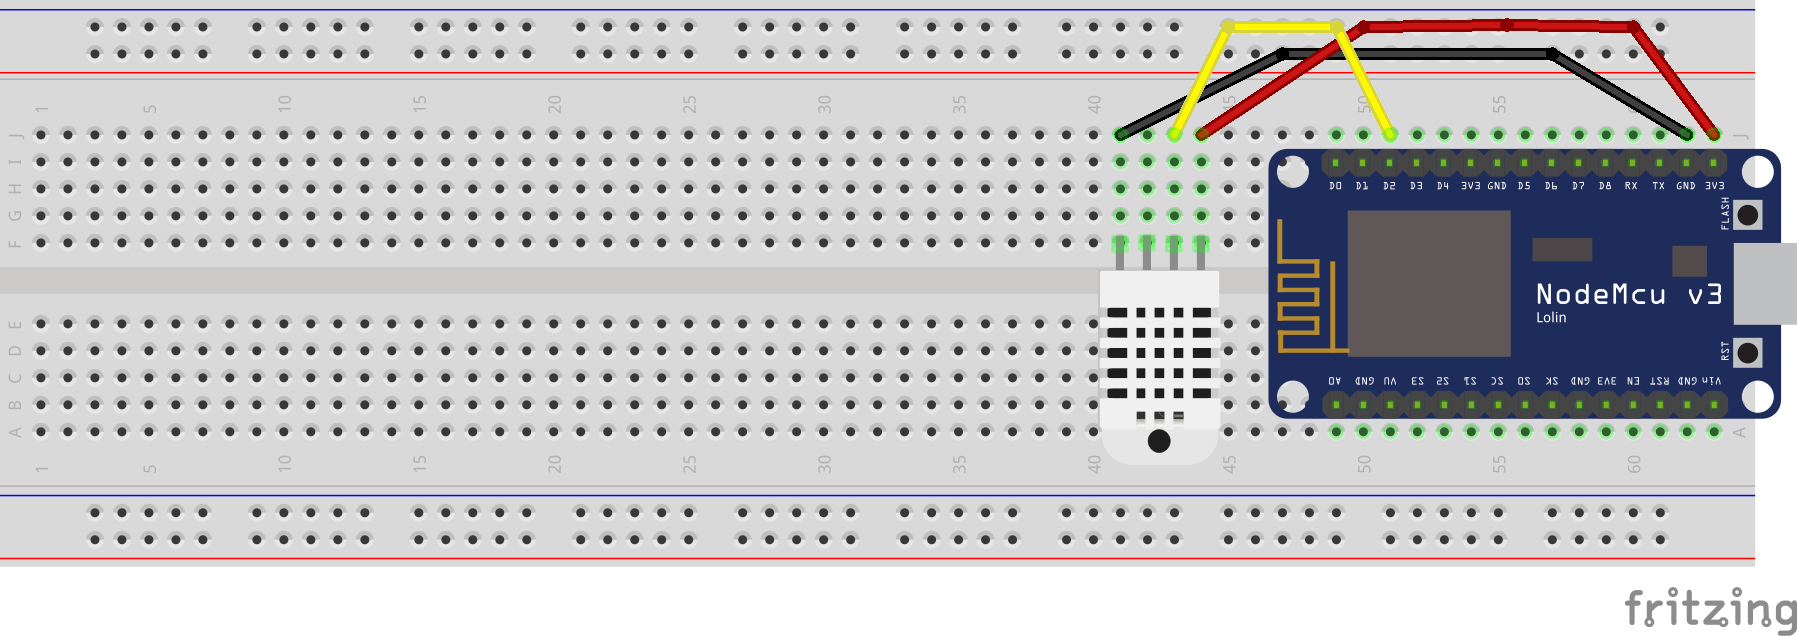 1 5 10 15 20 25 30 35 40 45 50 55 60
J J
I
H
G
F
D0 D1 D2 D3 D4 3V3 GND D5 D6 D7 D8 RX TX GND 3V3
FLASH
NodeMcu v3
Lolin
RST
A0 GND VU S3 S2 S1 SC S0 SK GND 3V3 EN RST GND Vin
E
D
C
B
A A
1 5 10 15 20 25 30 35 40 45 50 55 60
fritzing